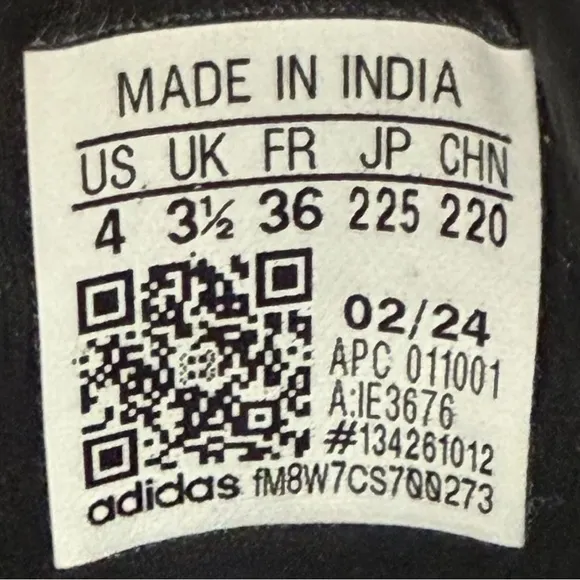 MADE IN INDIA
US UK FR JP CHN
4 3½ 36 225 220
02/24
APC 011001
A:IE3676
#134261012
adidas fM8W7CS700273